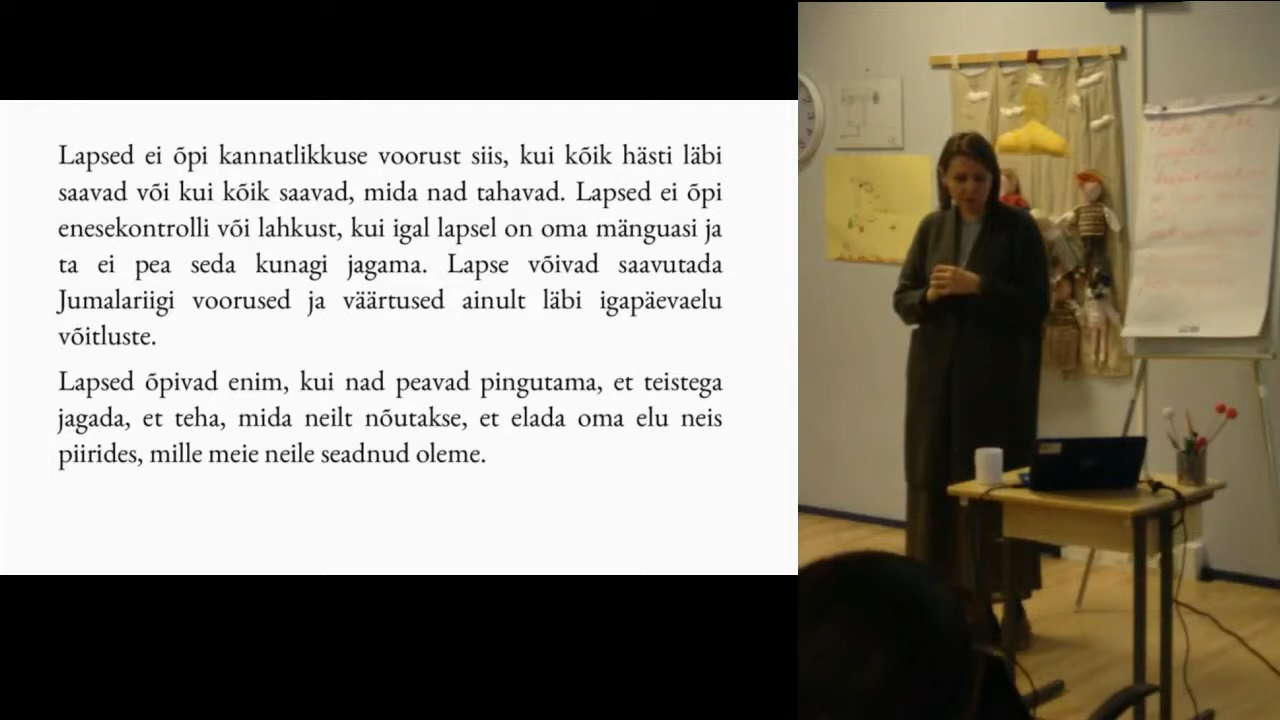 Lapsed ei õpi kannatlikkuse voorust siis, kui kõik hästi läbi
saavad või kui kõik saavad, mida nad tahavad. Lapsed ei õpi
enesekontrolli või lahkust, kui igal lapsel on oma mänguasi ja
ta ei pea seda kunagi jagama. Lapse võivad saavutada
Jumalariigi voorused ja väärtused ainult läbi igapäevaelu
võitluste.
Lapsed õpivad enim, kui nad peavad pingutama, et teistega
jagada, et teha, mida neilt nõutakse, et elada oma elu neis
piirides, mille meie neile seadnud oleme.